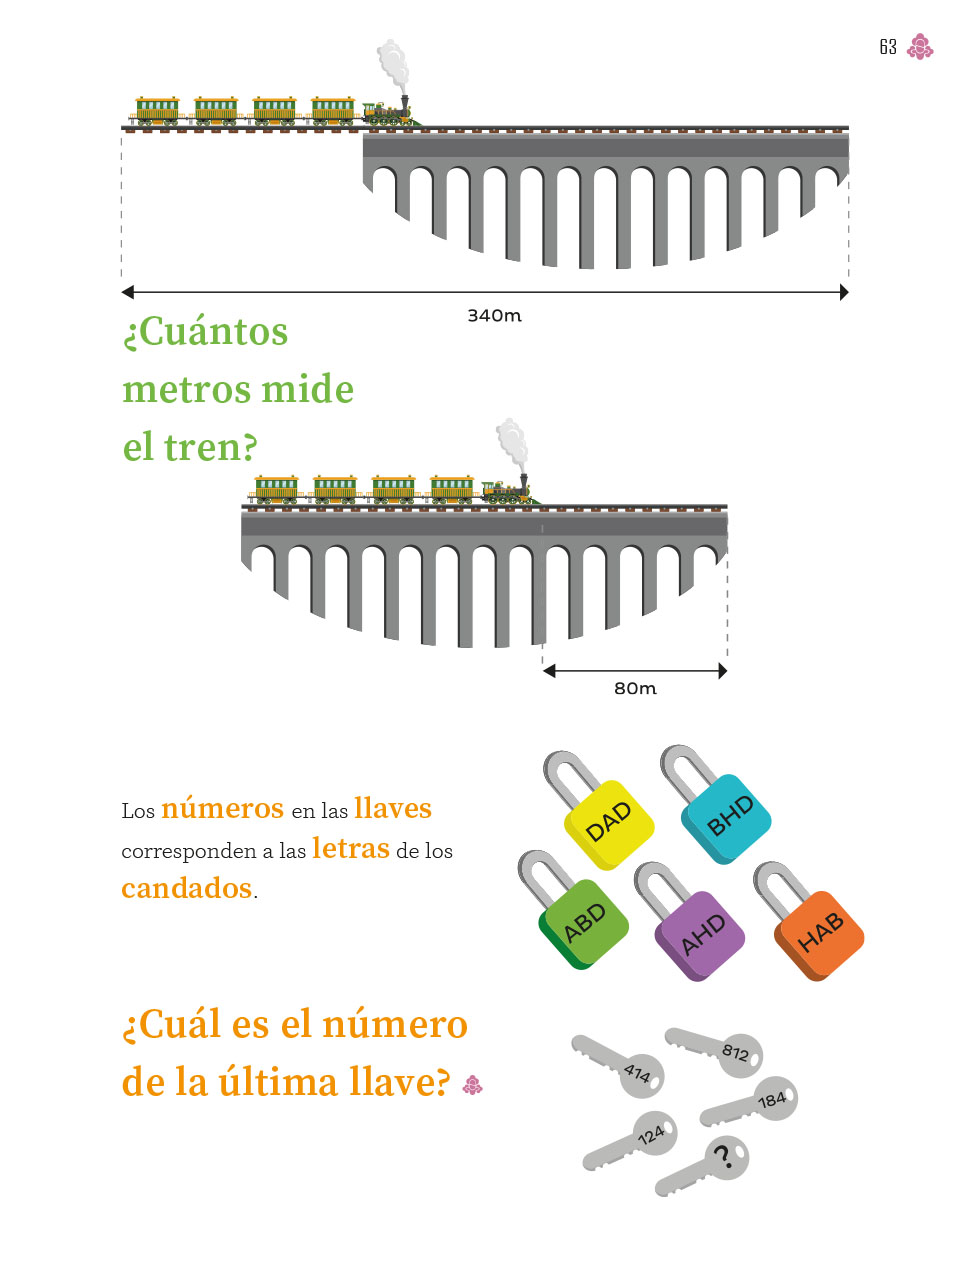 63
340m
¿Cuántos
metros mide
el tren?
80m
Los números en las llaves
corresponden a las letras de los
candados.
DAD
BHD
ABD
AHD
HAB
¿Cuál es el número
de la última llave?
414
812
184
124
?